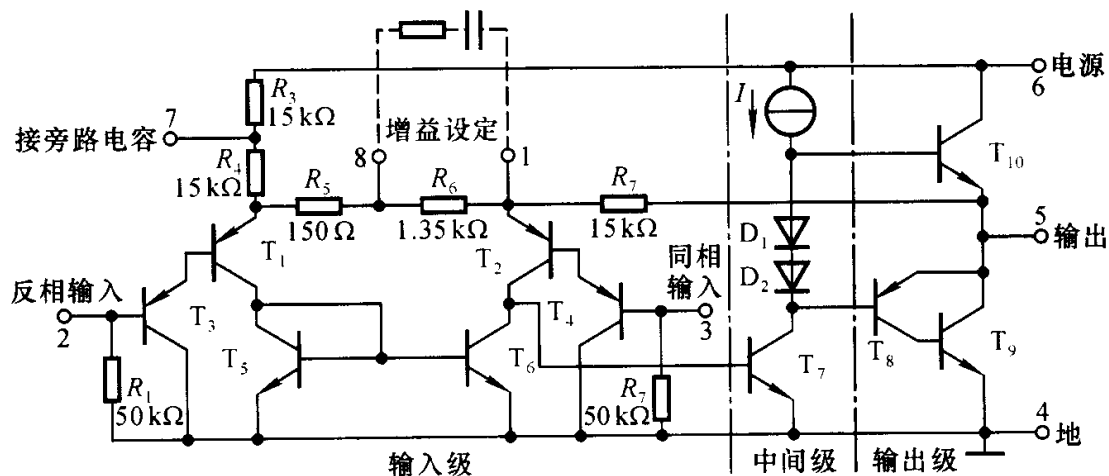 电源
6
R₃
15 kΩ
I
7
接旁路电容
增益设定
8
1
T₁₀
R₄
15 kΩ
R₅
R₆
R₇
150 Ω
1.35 kΩ
15 kΩ
5
输出
T₁
T₂
D₁
D₂
同相
输入
3
反相输入
2
T₃
T₄
T₅
T₆
T₇
T₈
T₉
R₁
50 kΩ
R₇
50 kΩ
4
地
输入级
中间级
输出级